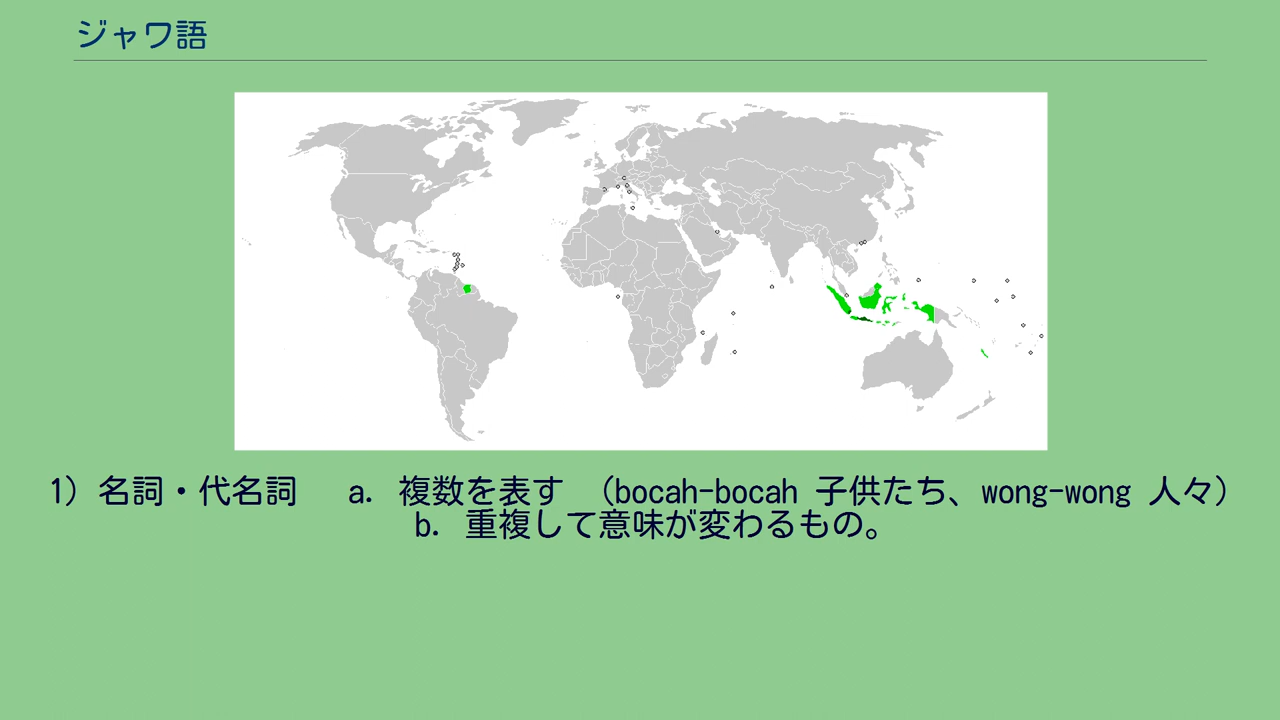 ジャワ語
1）名詞・代名詞　a. 複数を表す　（bocah-bocah 子供たち、wong-wong 人々）
b. 重複して意味が変わるもの。